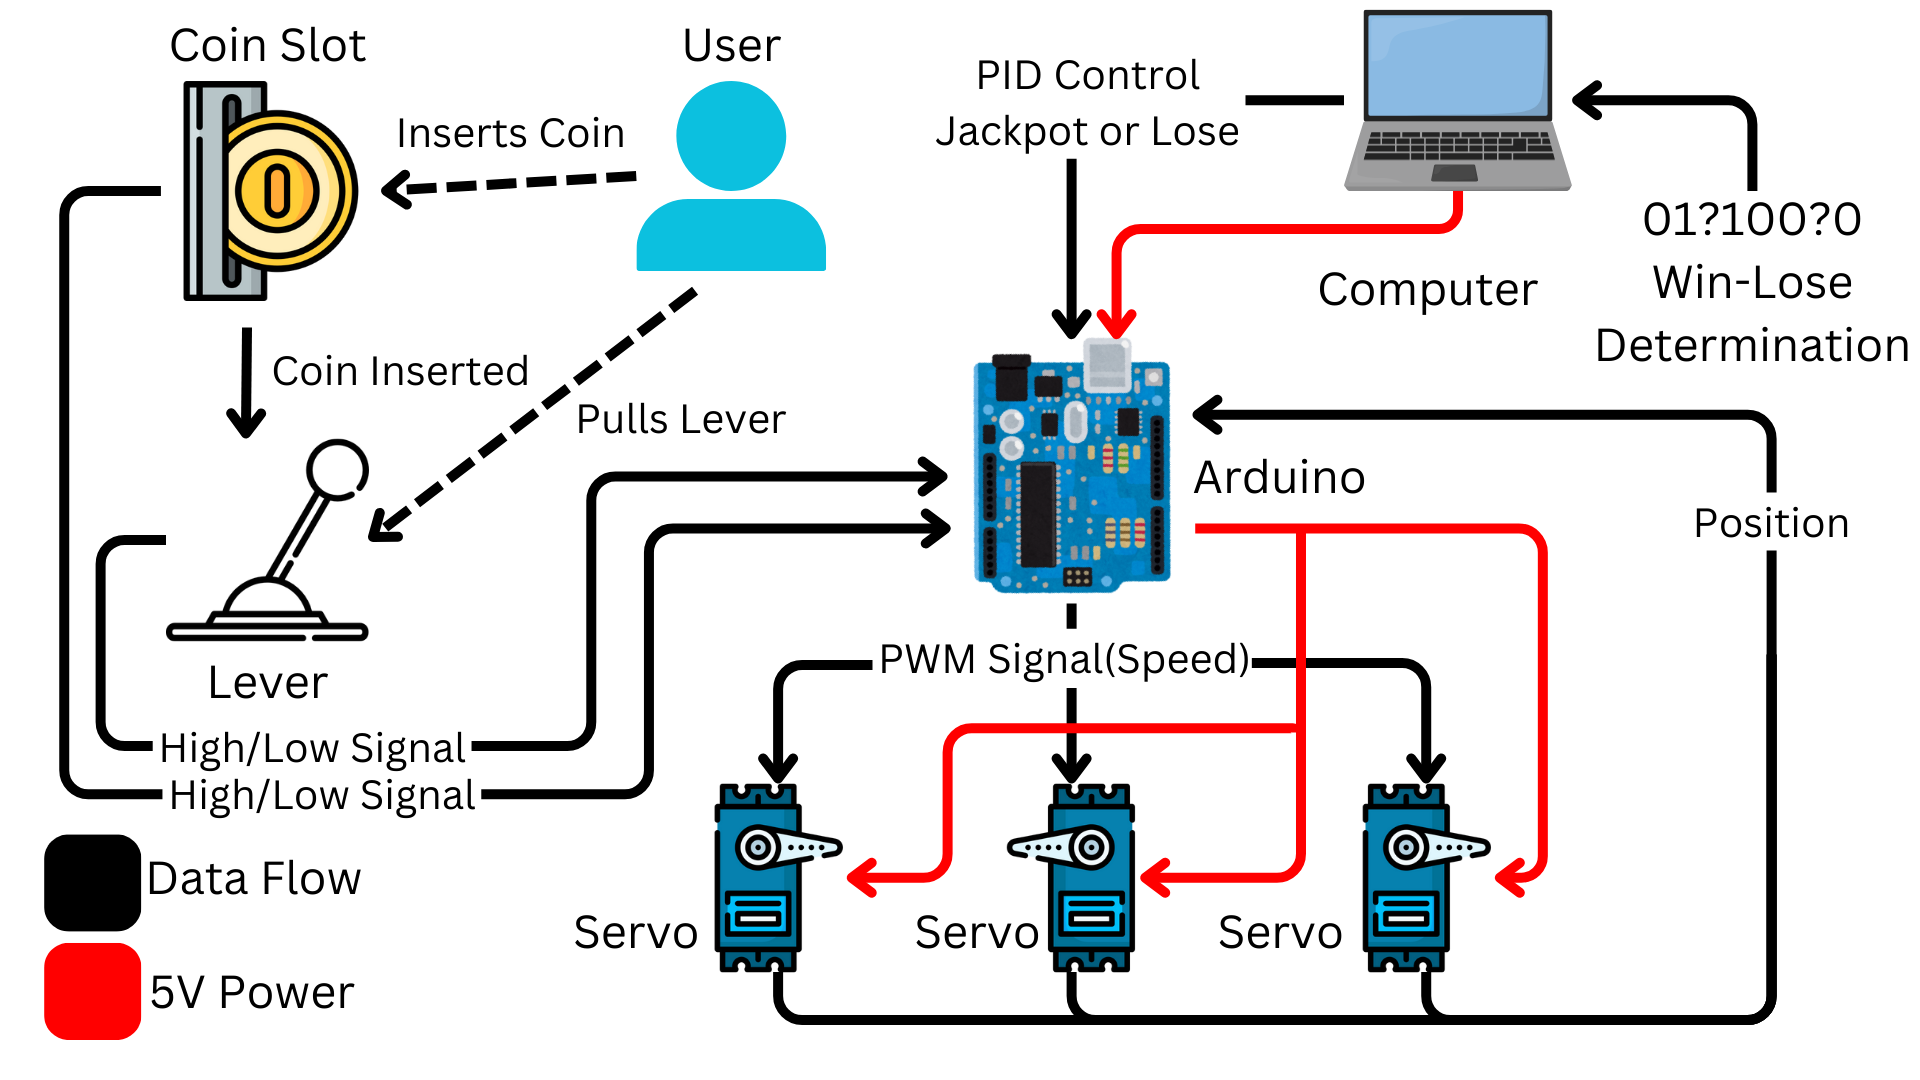 Coin Slot
User
Inserts Coin
PID Control
Jackpot or Lose
01?100?0
Win-Lose
Determination
Computer
Coin Inserted
Pulls Lever
Arduino
Position
Lever
PWM Signal(Speed)
High/Low Signal
High/Low Signal
Data Flow
Servo
Servo
Servo
5V Power